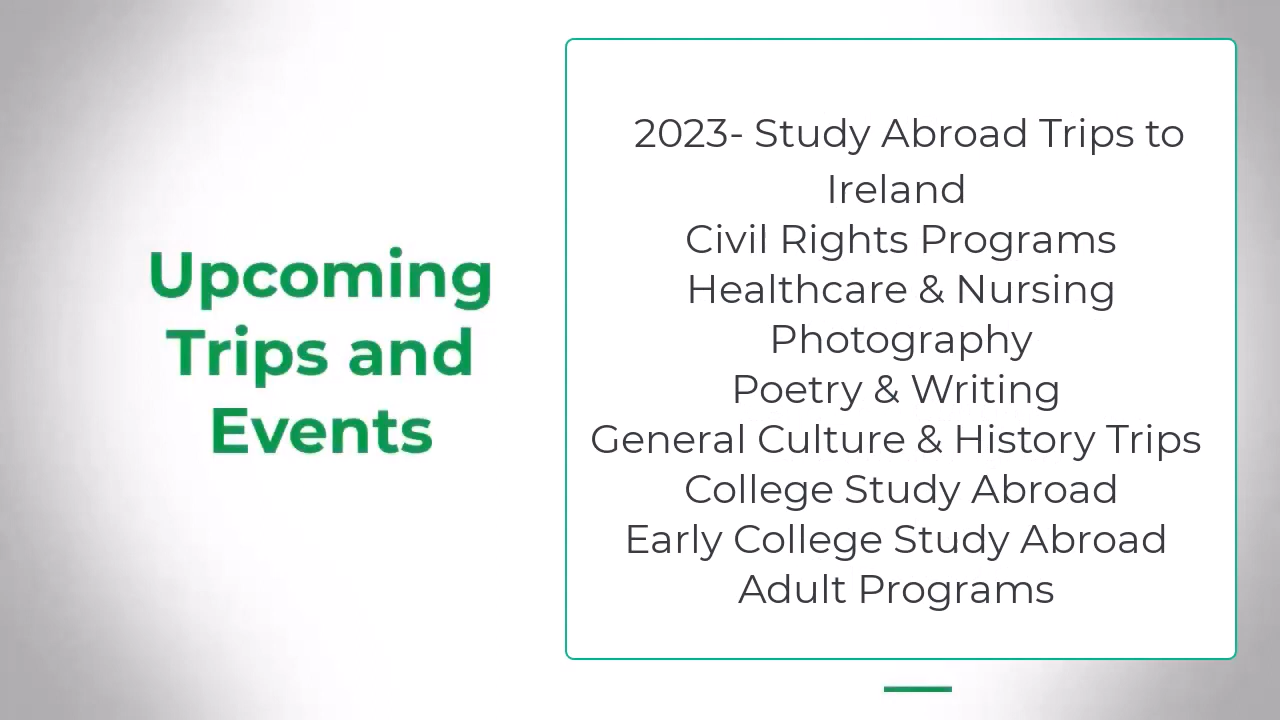 Upcoming
Trips and
Events
2023- Study Abroad Trips to
Ireland
Civil Rights Programs
Healthcare & Nursing
Photography
Poetry & Writing
General Culture & History Trips
College Study Abroad
Early College Study Abroad
Adult Programs